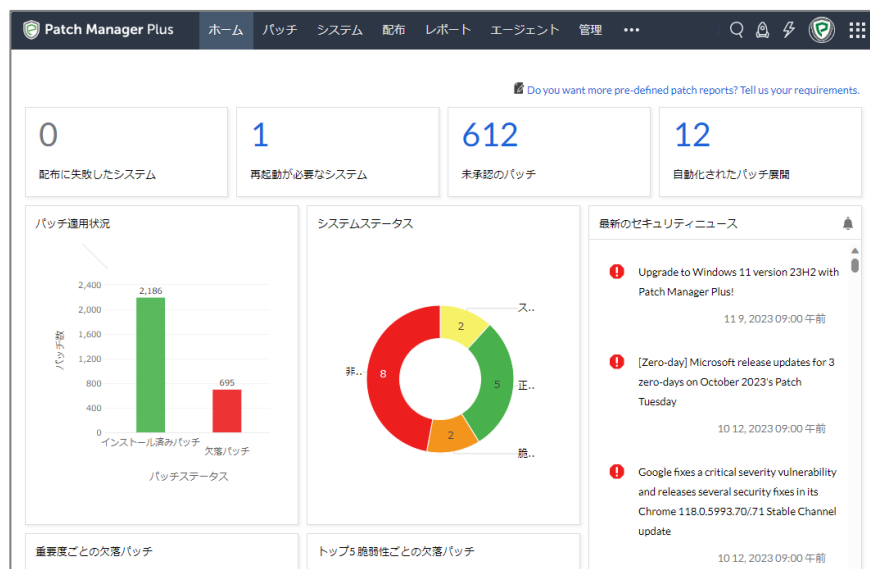 Patch Manager Plus
ホーム パッチ システム 配布 レポート エージェント 管理 •••
Do you want more pre-defined patch reports? Tell us your requirements.
0
配布に失敗したシステム
1
再起動が必要なシステム
612
未承認のパッチ
12
自動化されたパッチ展開
パッチ適用状況
パッチ数
2,400
2,000
1,600
1,200
800
400
0
2,186
695
インストール済みパッチ
欠落パッチ
パッチステータス
システムステータス
ス..
2
非..
8
5
正..
2
脆..
最新のセキュリティニュース
Upgrade to Windows 11 version 23H2 with
Patch Manager Plus!
11 9, 2023 09:00 午前
[Zero-day] Microsoft release updates for 3
zero-days on October 2023's Patch
Tuesday
10 12, 2023 09:00 午前
Google fixes a critical severity vulnerability
and releases several security fixes in its
Chrome 118.0.5993.70/.71 Stable Channel
update
10 12, 2023 09:00 午前
重要度ごとの欠落パッチ
トップ5 脆弱性ごとの欠落パッチ